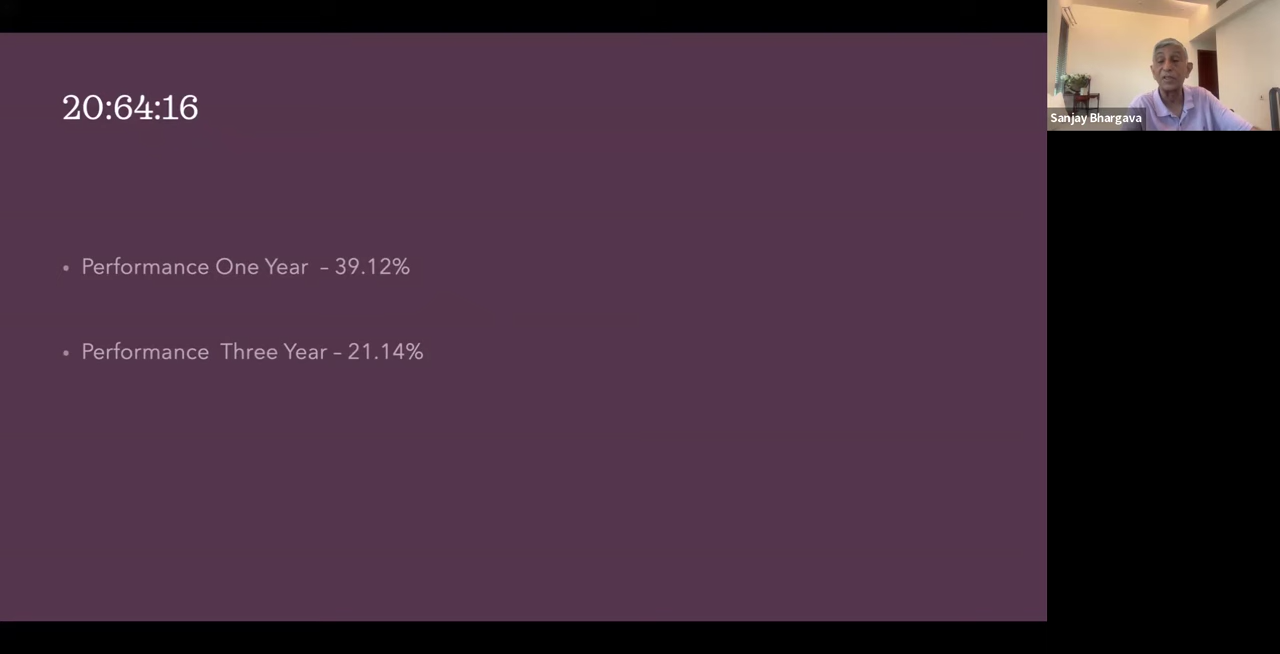 20:64:16
Sanjay Bhargava
• Performance One Year – 39.12%
• Performance Three Year – 21.14%